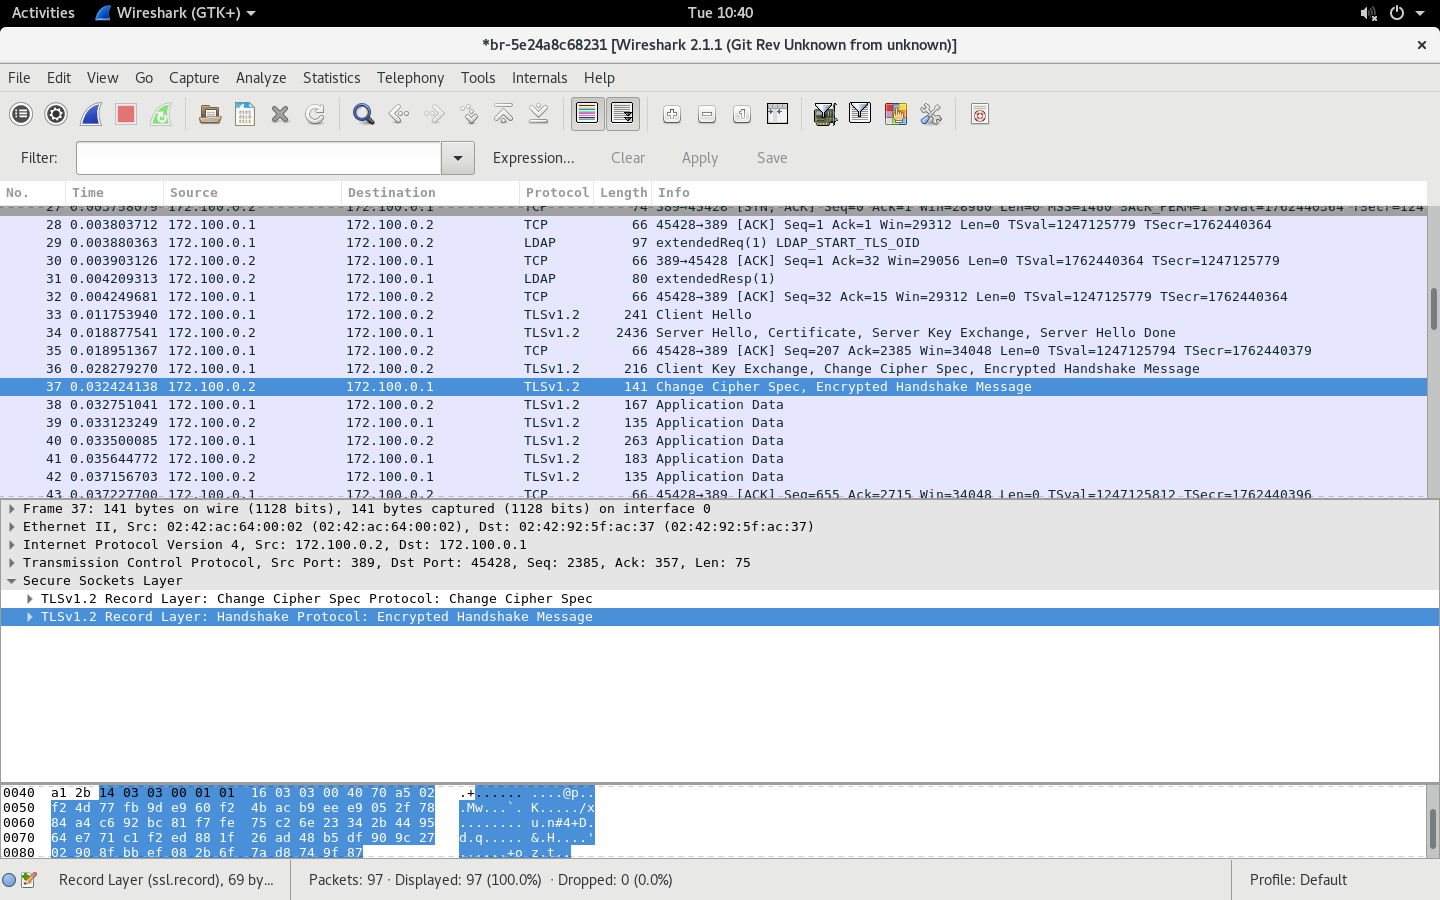 Activities Wireshark (GTK+) Tue 10:40
*br-5e24a8c68231 [Wireshark 2.1.1 (Git Rev Unknown from unknown)]
File Edit View Go Capture Analyze Statistics Telephony Tools Internals Help
Filter: Expression... Clear Apply Save
No. Time Source Destination Protocol Length Info
27 0.003758079 172.100.0.2 172.100.0.1 TCP 74 389→45428 [SYN, ACK] Seq=0 Ack=1 Win=28960 Len=0 MSS=1460 SACK_PERM=1 TSval=1762440364 TSecr=124
28 0.003803712 172.100.0.1 172.100.0.2 TCP 66 45428→389 [ACK] Seq=1 Ack=1 Win=29312 Len=0 TSval=1247125779 TSecr=1762440364
29 0.003880363 172.100.0.1 172.100.0.2 LDAP 97 extendedReq(1) LDAP_START_TLS_OID
30 0.003903126 172.100.0.2 172.100.0.1 TCP 66 389→45428 [ACK] Seq=1 Ack=32 Win=29056 Len=0 TSval=1762440364 TSecr=1247125779
31 0.004209313 172.100.0.2 172.100.0.1 LDAP 80 extendedResp(1)
32 0.004249681 172.100.0.1 172.100.0.2 TCP 66 45428→389 [ACK] Seq=32 Ack=15 Win=29312 Len=0 TSval=1247125779 TSecr=1762440364
33 0.011753940 172.100.0.1 172.100.0.2 TLSv1.2 241 Client Hello
34 0.018877541 172.100.0.2 172.100.0.1 TLSv1.2 2436 Server Hello, Certificate, Server Key Exchange, Server Hello Done
35 0.018951367 172.100.0.1 172.100.0.2 TCP 66 45428→389 [ACK] Seq=207 Ack=2385 Win=34048 Len=0 TSval=1247125794 TSecr=1762440379
36 0.028279270 172.100.0.1 172.100.0.2 TLSv1.2 216 Client Key Exchange, Change Cipher Spec, Encrypted Handshake Message
37 0.032424138 172.100.0.2 172.100.0.1 TLSv1.2 141 Change Cipher Spec, Encrypted Handshake Message
38 0.032751041 172.100.0.1 172.100.0.2 TLSv1.2 167 Application Data
39 0.033123249 172.100.0.2 172.100.0.1 TLSv1.2 135 Application Data
40 0.033500085 172.100.0.1 172.100.0.2 TLSv1.2 263 Application Data
41 0.035644772 172.100.0.2 172.100.0.1 TLSv1.2 183 Application Data
42 0.037156703 172.100.0.2 172.100.0.1 TLSv1.2 135 Application Data
43 0.037227700 172.100.0.1 172.100.0.2 TCP 66 45428→389 [ACK] Seq=655 Ack=2715 Win=34048 Len=0 TSval=1247125812 TSecr=1762440396
Frame 37: 141 bytes on wire (1128 bits), 141 bytes captured (1128 bits) on interface 0
Ethernet II, Src: 02:42:ac:64:00:02 (02:42:ac:64:00:02), Dst: 02:42:92:5f:ac:37 (02:42:92:5f:ac:37)
Internet Protocol Version 4, Src: 172.100.0.2, Dst: 172.100.0.1
Transmission Control Protocol, Src Port: 389, Dst Port: 45428, Seq: 2385, Ack: 357, Len: 75
Secure Sockets Layer
TLSv1.2 Record Layer: Change Cipher Spec Protocol: Change Cipher Spec
TLSv1.2 Record Layer: Handshake Protocol: Encrypted Handshake Message
0040 a1 2b 14 03 03 00 01 01 16 03 03 00 40 70 a5 02 .+...... ....@p..
0050 f2 4d 77 fb 9d e9 60 f2 4b ac b9 ee e9 05 2f 78 .Mw...`. K...../x
0060 84 a4 c6 92 bc 81 f7 fe 75 c2 6e 23 34 2b 44 95 ........ u.n#4+D.
0070 64 e7 71 c1 f2 ed 88 1f 26 ad 48 b5 df 90 9c 27 d.q..... &.H....'
0080 02 90 8f bb ef 08 2b 6f 7a d8 74 9f 87 ......+o z.t..
Record Layer (ssl.record), 69 by... Packets: 97 · Displayed: 97 (100.0%) · Dropped: 0 (0.0%) Profile: Default